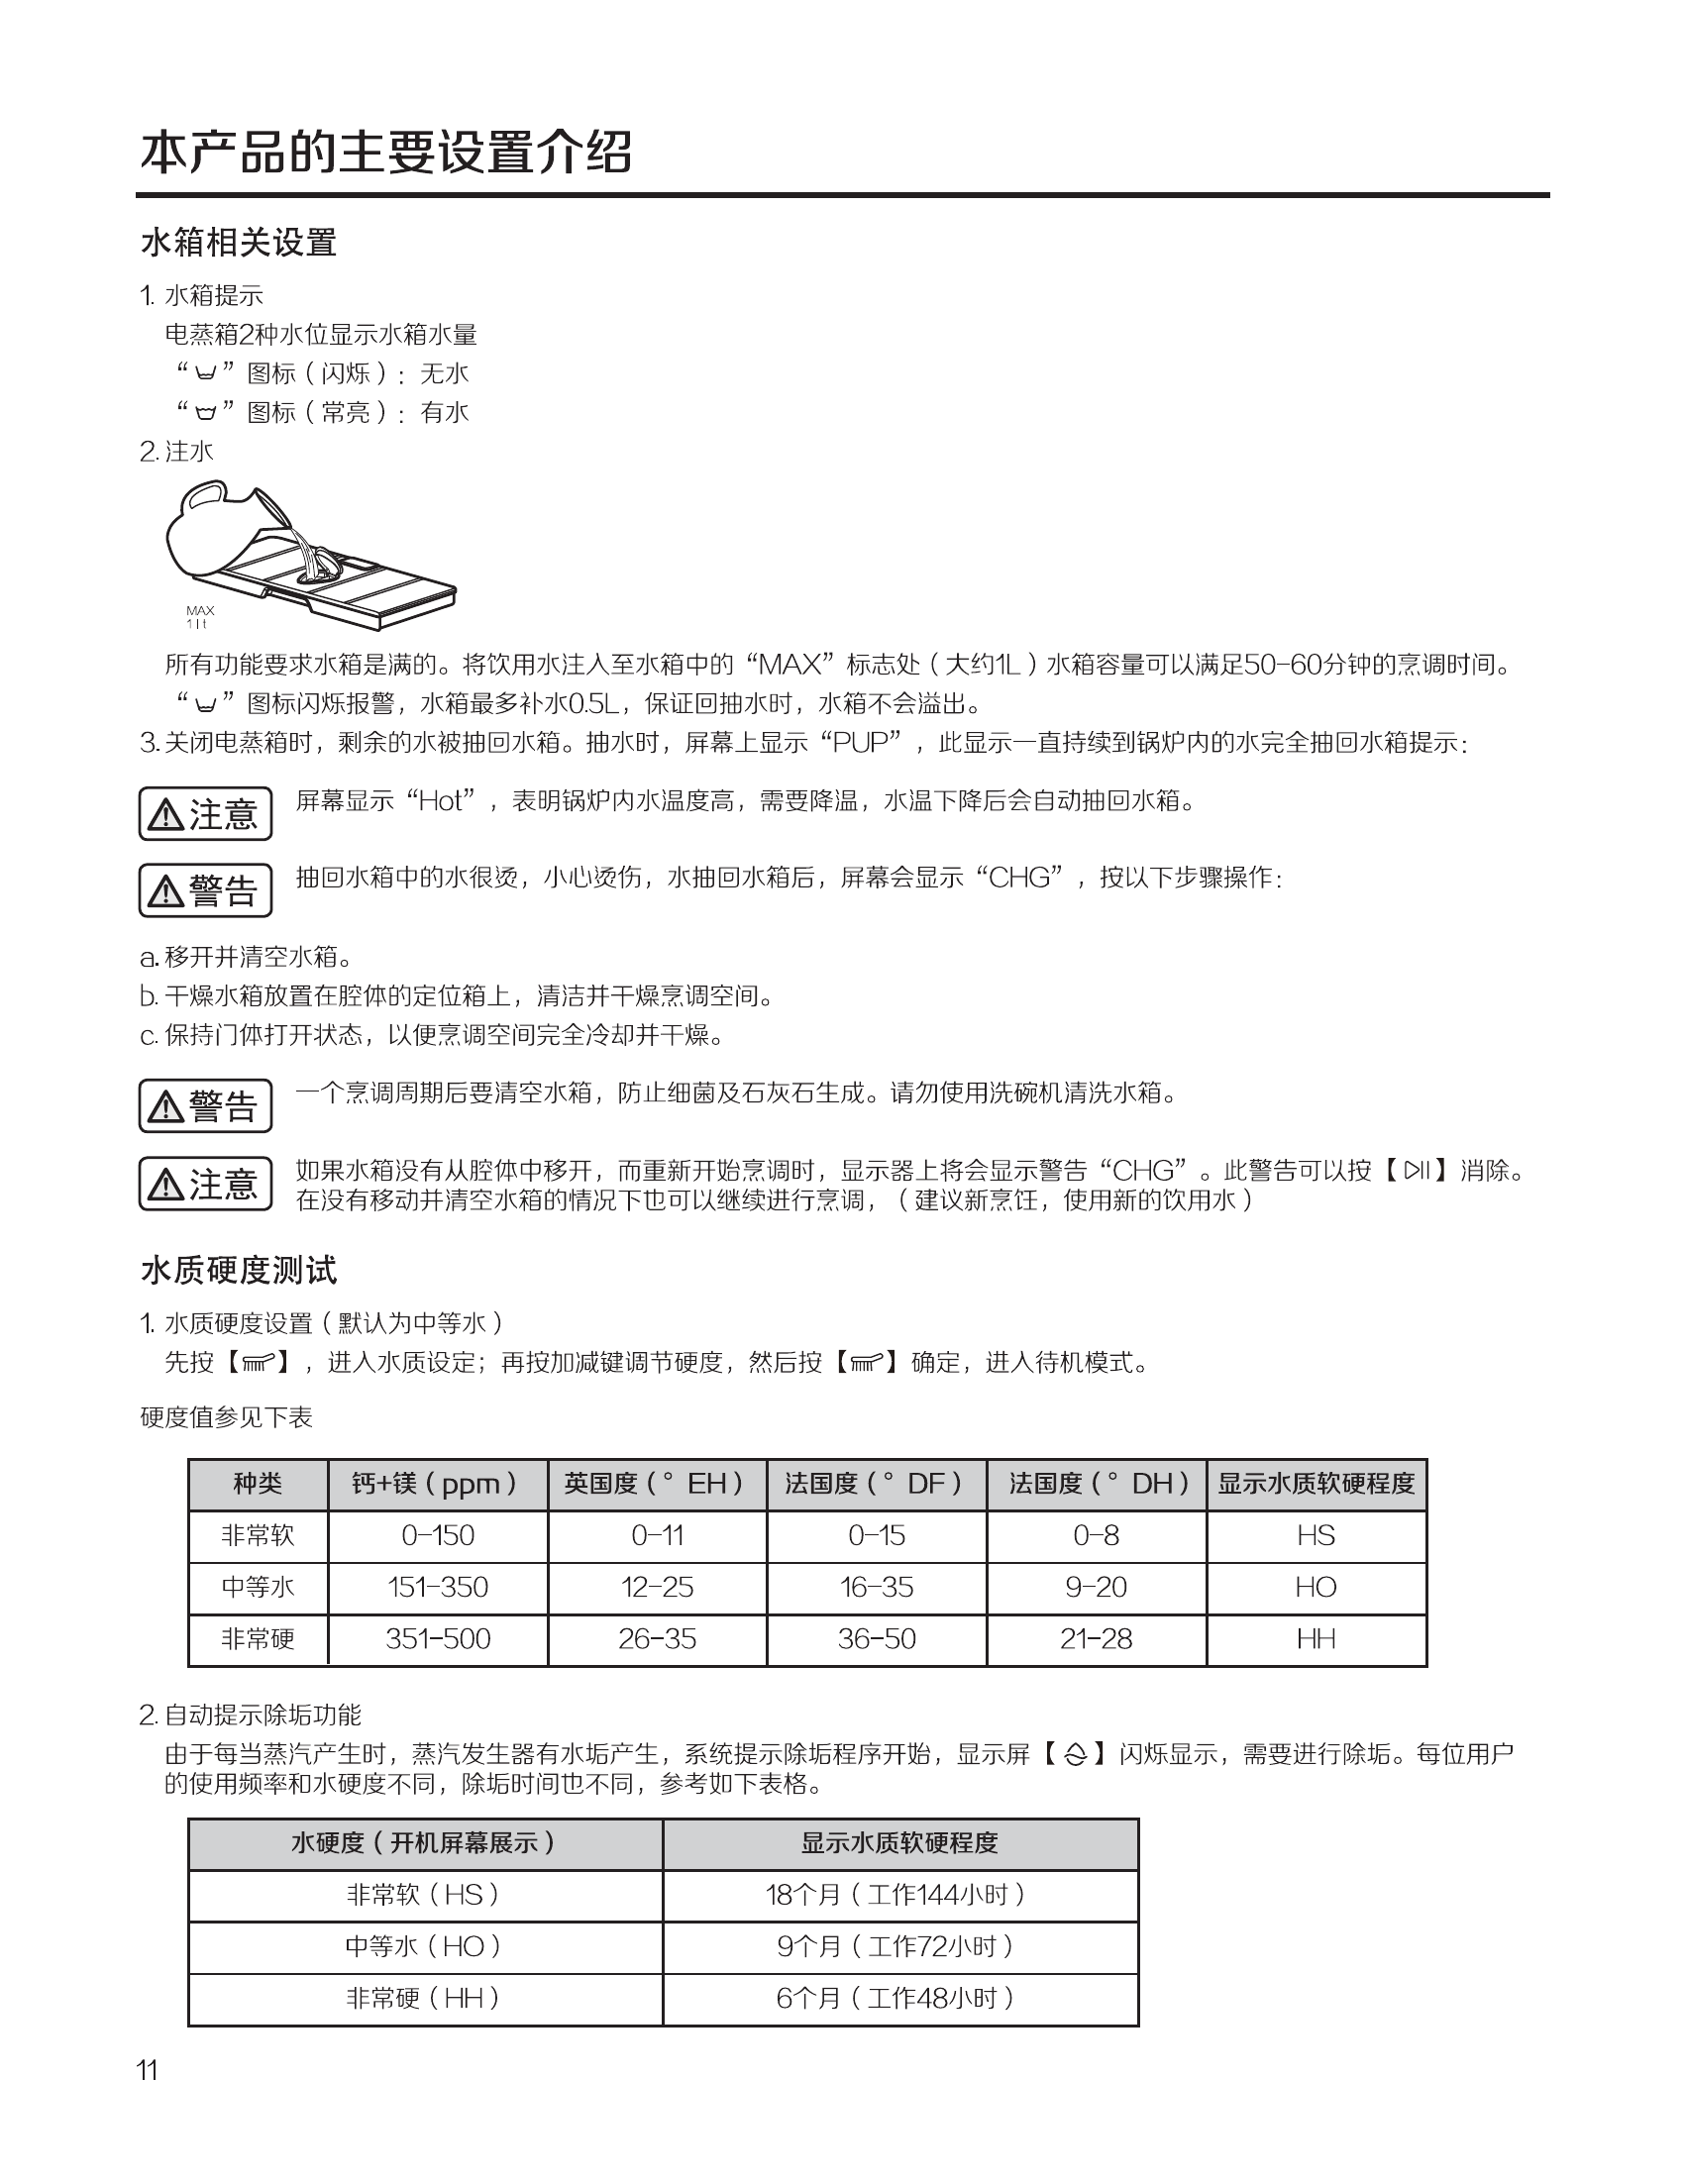 本产品的主要设置介绍
水箱相关设置
1. 水箱提示
电蒸箱2种水位显示水箱水量
“ ”图标（闪烁）：无水
“ ”图标（常亮）：有水
2. 注水
MAX
1 l t
所有功能要求水箱是满的。将饮用水注入至水箱中的“MAX”标志处（大约1L）水箱容量可以满足50-60分钟的烹调时间。
“ ”图标闪烁报警，水箱最多补水0.5L，保证回抽水时，水箱不会溢出。
3. 关闭电蒸箱时，剩余的水被抽回水箱。抽水时，屏幕上显示“PUP”，此显示一直持续到锅炉内的水完全抽回水箱提示：
注意 屏幕显示“Hot”，表明锅炉内水温度高，需要降温，水温下降后会自动抽回水箱。
警告 抽回水箱中的水很烫，小心烫伤，水抽回水箱后，屏幕会显示“CHG”，按以下步骤操作：
a. 移开并清空水箱。
b. 干燥水箱放置在腔体的定位箱上，清洁并干燥烹调空间。
c. 保持门体打开状态，以便烹调空间完全冷却并干燥。
警告 一个烹调周期后要清空水箱，防止细菌及石灰石生成。请勿使用洗碗机清洗水箱。
注意 如果水箱没有从腔体中移开，而重新开始烹调时，显示器上将会显示警告“CHG”。此警告可以按【 】消除。
在没有移动并清空水箱的情况下也可以继续进行烹调，（建议新烹饪，使用新的饮用水）
水质硬度测试
1. 水质硬度设置（默认为中等水）
先按【 】，进入水质设定；再按加减键调节硬度，然后按【 】确定，进入待机模式。
硬度值参见下表
种类 钙+镁（ppm） 英国度（°EH） 法国度（°DF） 法国度（°DH） 显示水质软硬程度
非常软 0-150 0-11 0-15 0-8 HS
中等水 151-350 12-25 16-35 9-20 HO
非常硬 351-500 26-35 36-50 21-28 HH
2. 自动提示除垢功能
由于每当蒸汽产生时，蒸汽发生器有水垢产生，系统提示除垢程序开始，显示屏【 】闪烁显示，需要进行除垢。每位用户
的使用频率和水硬度不同，除垢时间也不同，参考如下表格。
水硬度（开机屏幕展示） 显示水质软硬程度
非常软（HS） 18个月（工作144小时）
中等水（HO） 9个月（工作72小时）
非常硬（HH） 6个月（工作48小时）
11